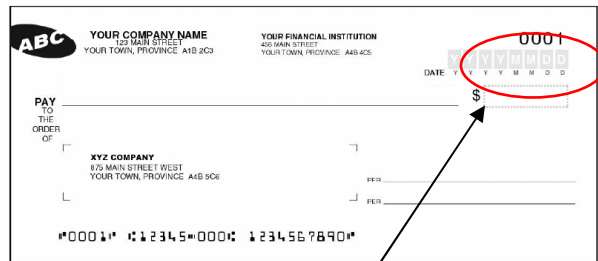 ABC
YOUR COMPANY NAME
123 MAIN STREET
YOUR TOWN, PROVINCE A1B 2C3
YOUR FINANCIAL INSTITUTION
456 MAIN STREET
YOUR TOWN, PROVINCE A4B 4C5
0001
Y Y Y Y M M D D
DATE Y Y Y Y M M D D
PAY
TO
THE
ORDER
OF
$
XYZ COMPANY
675 MAIN STREET WEST
YOUR TOWN, PROVINCE A4B 5C6
PER
PER
⑈0001⑈ ⑆12345⑉000⑆ 1234567890⑈